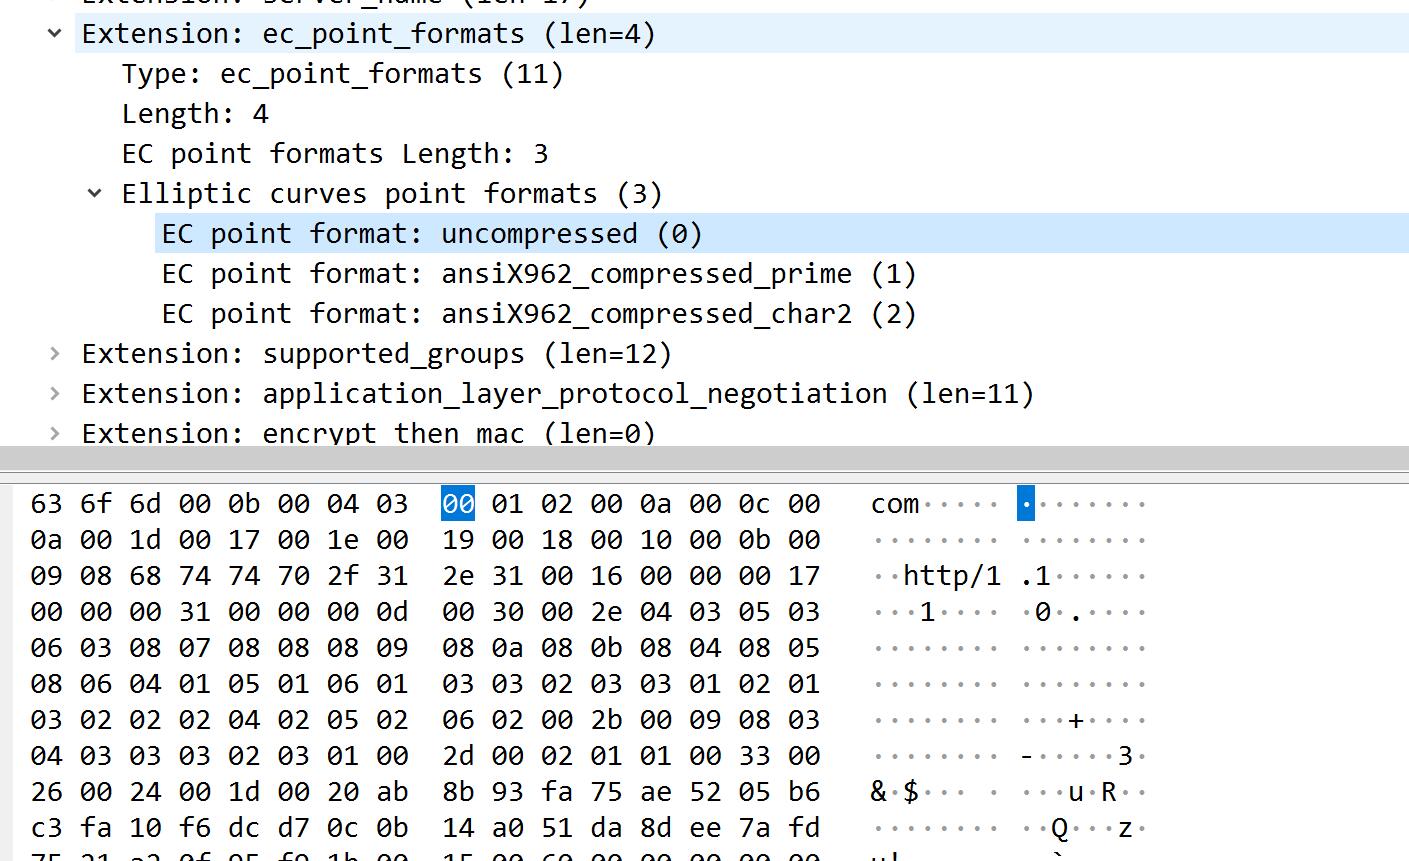 Extension: server_name (len=17)
Extension: ec_point_formats (len=4)
Type: ec_point_formats (11)
Length: 4
EC point formats Length: 3
Elliptic curves point formats (3)
EC point format: uncompressed (0)
EC point format: ansiX962_compressed_prime (1)
EC point format: ansiX962_compressed_char2 (2)
Extension: supported_groups (len=12)
Extension: application_layer_protocol_negotiation (len=11)
Extension: encrypt_then_mac (len=0)
63 6f 6d 00 0b 00 04 03 00 01 02 00 0a 00 0c 00 com····· ········
0a 00 1d 00 17 00 1e 00 19 00 18 00 10 00 0b 00 ········ ········
09 08 68 74 74 70 2f 31 2e 31 00 16 00 00 00 17 ··http/1 .1······
00 00 00 31 00 00 00 0d 00 30 00 2e 04 03 05 03 ···1···· ·0·.····
06 03 08 07 08 08 08 09 08 0a 08 0b 08 04 08 05 ········ ········
08 06 04 01 05 01 06 01 03 03 02 03 03 01 02 01 ········ ········
03 02 02 02 04 02 05 02 06 02 00 2b 00 09 08 03 ········ ···+····
04 03 03 03 02 03 01 00 2d 00 02 01 01 00 33 00 ········ -·····3·
26 00 24 00 1d 00 20 ab 8b 93 fa 75 ae 52 05 b6 &·$··· · ···u·R··
c3 fa 10 f6 dc d7 0c 0b 14 a0 51 da 8d ee 7a fd ········ ··Q···z·